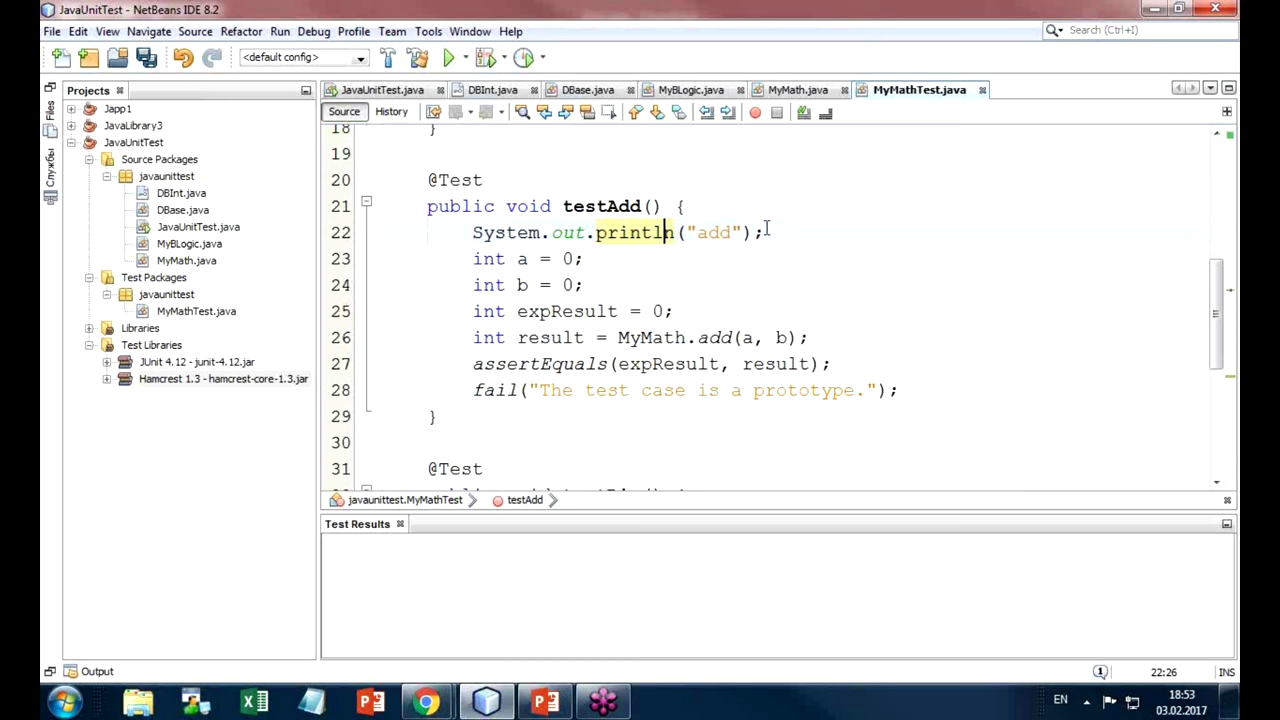 JavaUnitTest - NetBeans IDE 8.2
File Edit View Navigate Source Refactor Run Debug Profile Team Tools Window Help
Search (Ctrl+I)
<default config>
Projects
JavaUnitTest.java DBInt.java DBase.java MyBLogic.java MyMath.java MyMathTest.java
Files
Службы
Japp1
JavaLibrary3
JavaUnitTest
Source Packages
javaunittest
DBInt.java
DBase.java
JavaUnitTest.java
MyBLogic.java
MyMath.java
Test Packages
javaunittest
MyMathTest.java
Libraries
Test Libraries
JUnit 4.12 - junit-4.12.jar
Hamcrest 1.3 - hamcrest-core-1.3.jar
Source History
18 }
19
20 @Test
21 public void testAdd() {
22 System.out.println("add");
23 int a = 0;
24 int b = 0;
25 int expResult = 0;
26 int result = MyMath.add(a, b);
27 assertEquals(expResult, result);
28 fail("The test case is a prototype.");
29 }
30
31 @Test
javaunittest.MyMathTest testAdd
Test Results
Output
1
22:26 INS
EN
18:53
03.02.2017